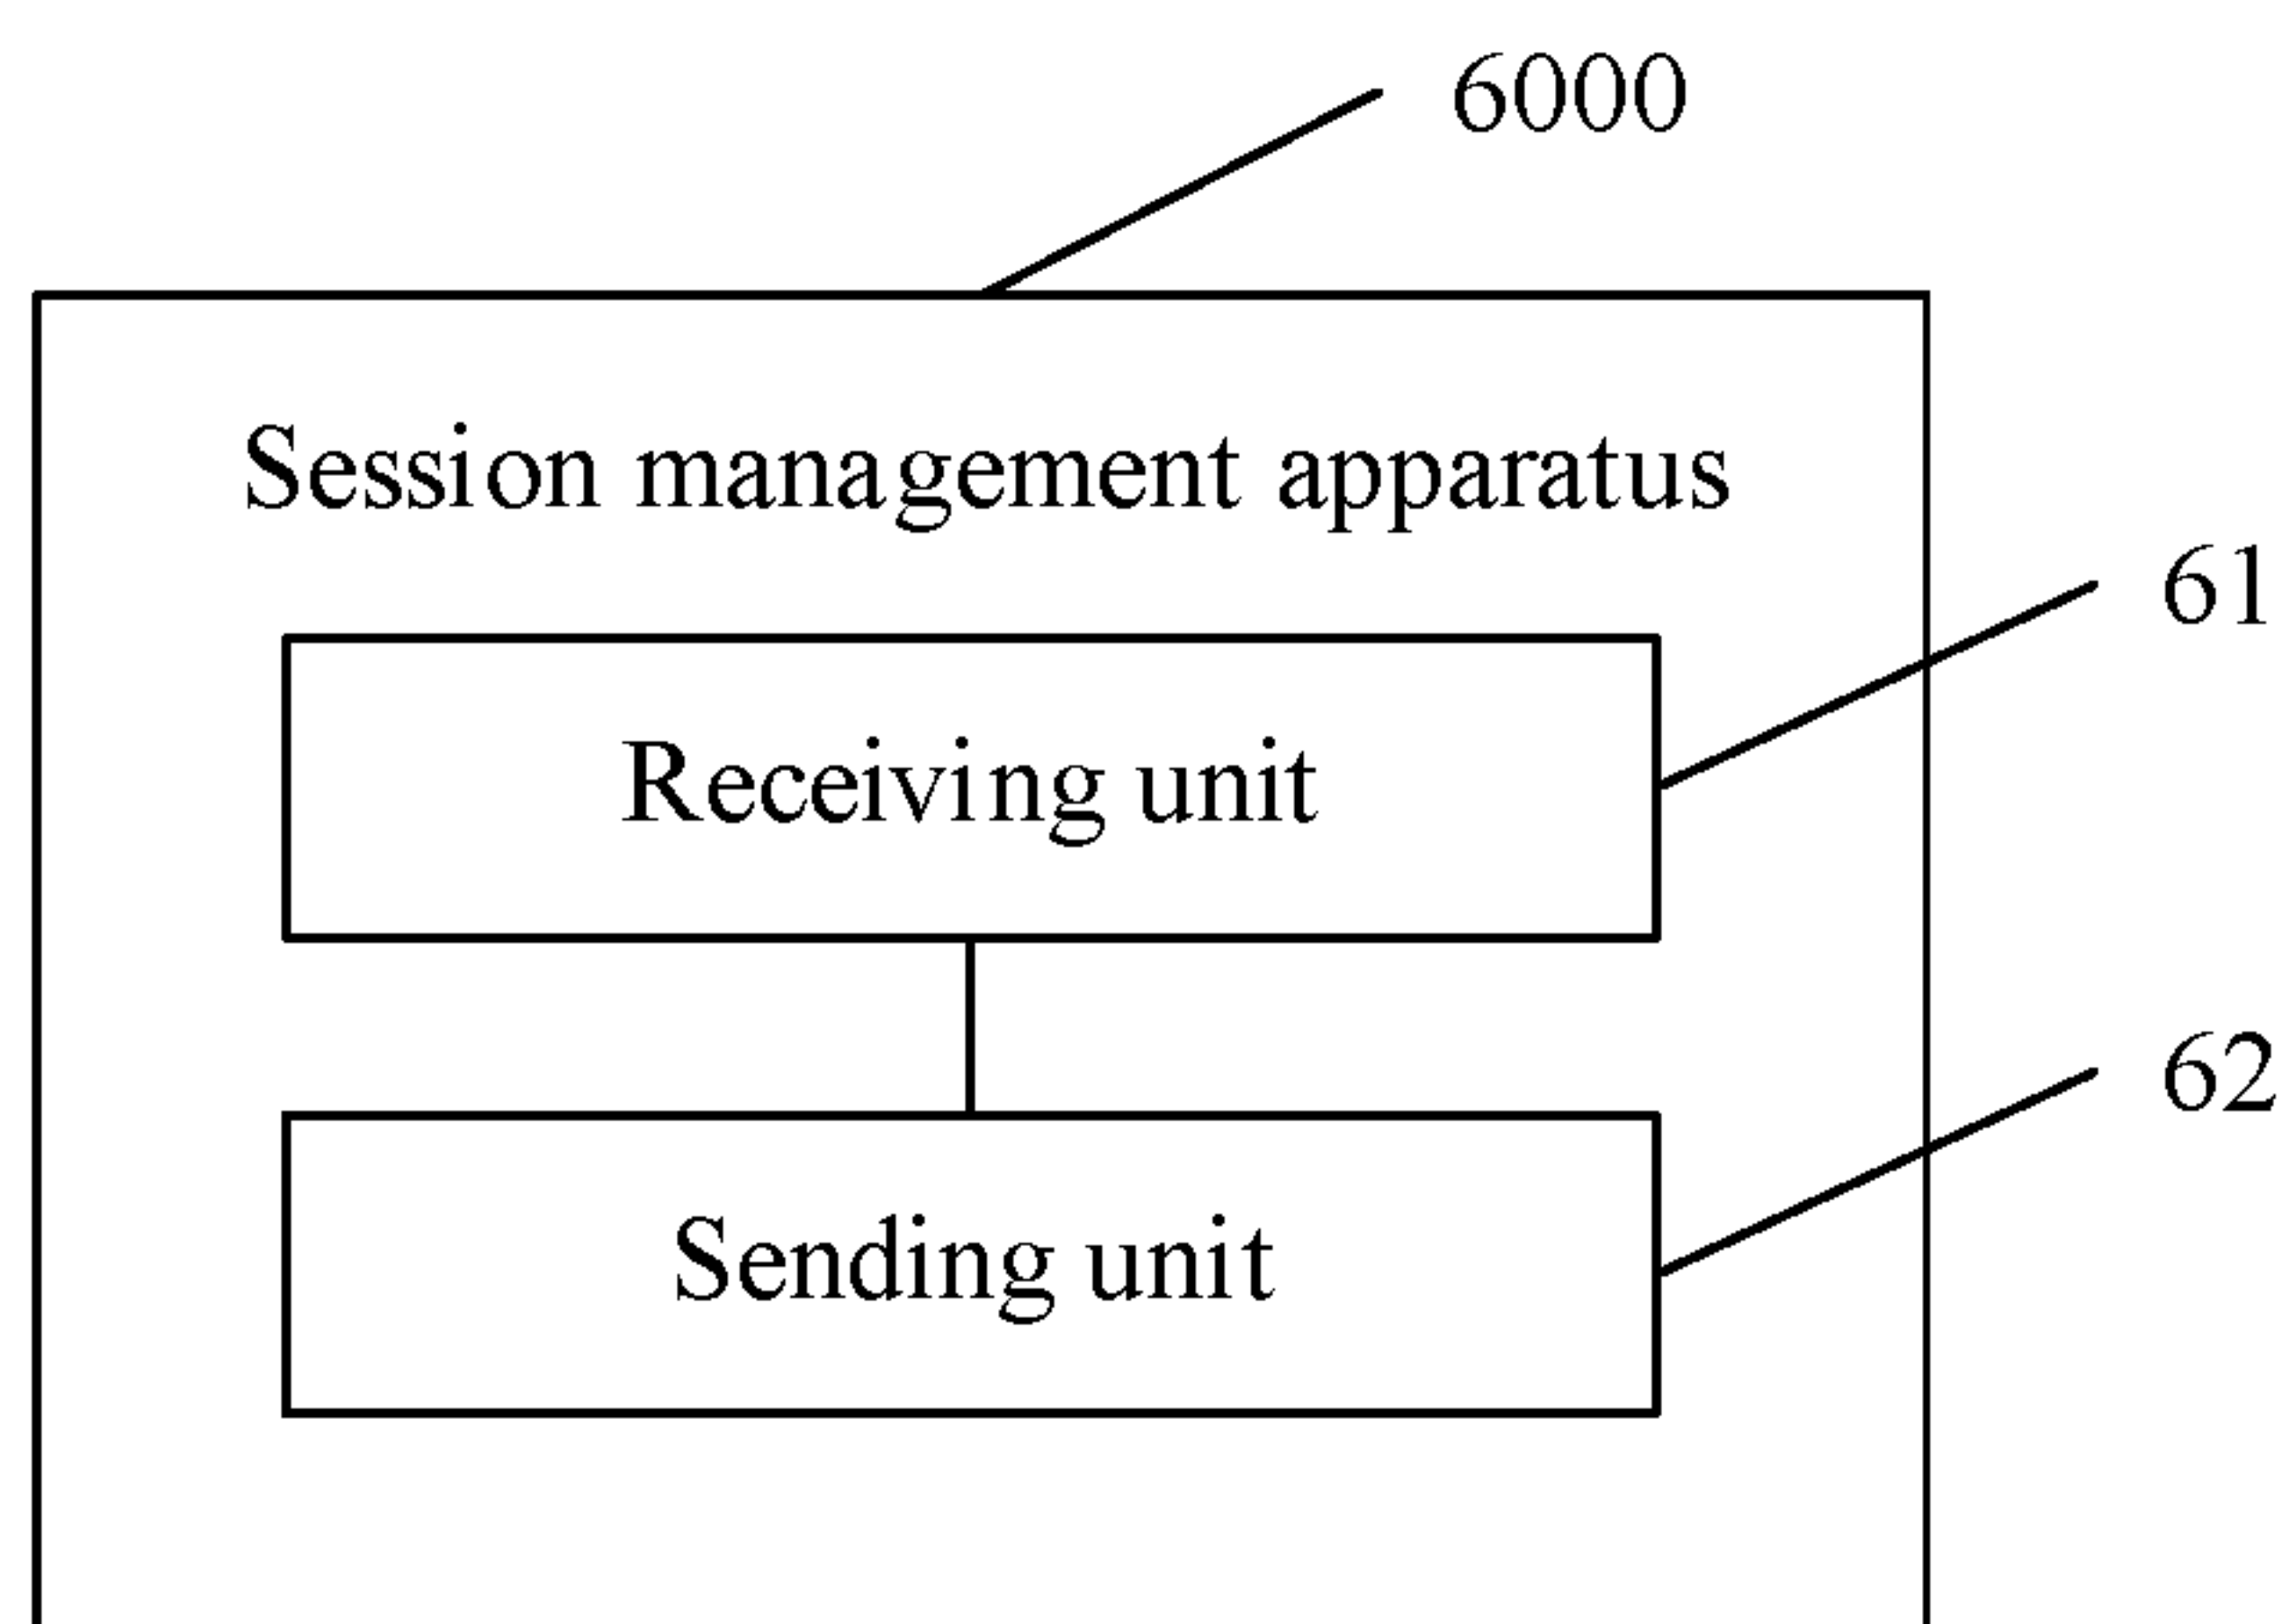 6000
Session management apparatus
61
Receiving unit
62
Sending unit